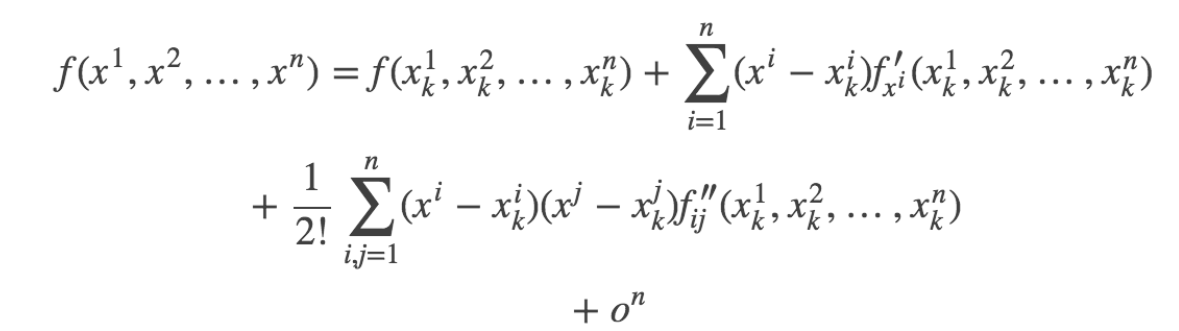 f(x^1, x^2, …, x^n) = f(x_k^1, x_k^2, …, x_k^n) + \sum_{i=1}^{n} (x^i − x_k^i) f'_{x^i}(x_k^1, x_k^2, …, x_k^n)
+ \frac{1}{2!} \sum_{i,j=1}^{n} (x^i − x_k^i)(x^j − x_k^j) f''_{ij}(x_k^1, x_k^2, …, x_k^n)
+ o^n